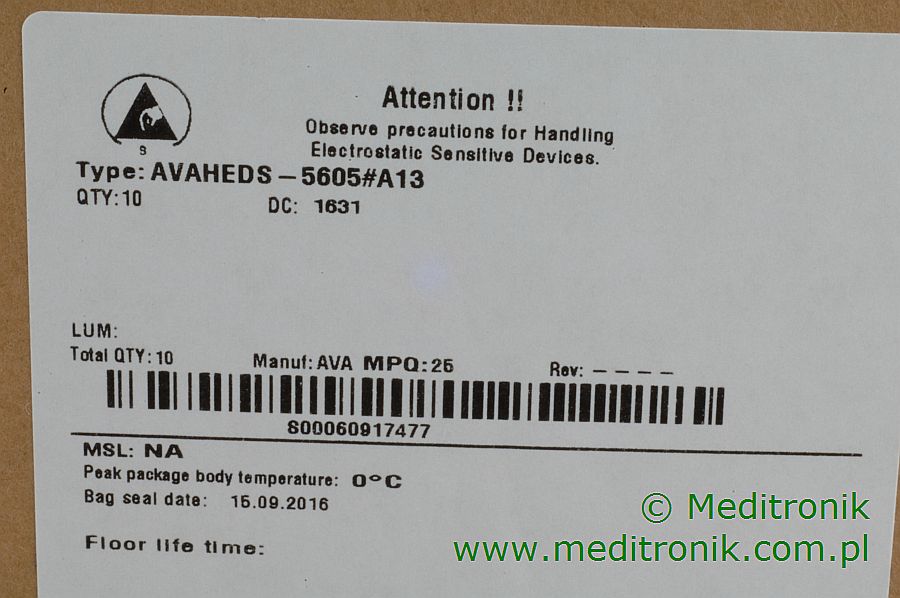 Attention !!
Observe precautions for Handling
Electrostatic Sensitive Devices.
S
Type: AVAHEDS – 5605#A13
QTY:10 DC: 1631
LUM:
Total QTY:10 Manuf: AVA MPQ:25 Rev: – – – –
S00060917477
MSL: NA
Peak package body temperature: 0°C
Bag seal date: 15.09.2016
Floor life time:
© Meditronik
www.meditronik.com.pl